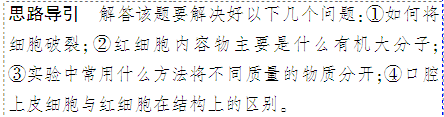 思路导引 解答该题要解决好以下几个问题:①如何将
细胞破裂;②红细胞内容物主要是什么有机大分子;
③实验中常用什么方法将不同质量的物质分开;④口腔
上皮细胞与红细胞在结构上的区别。